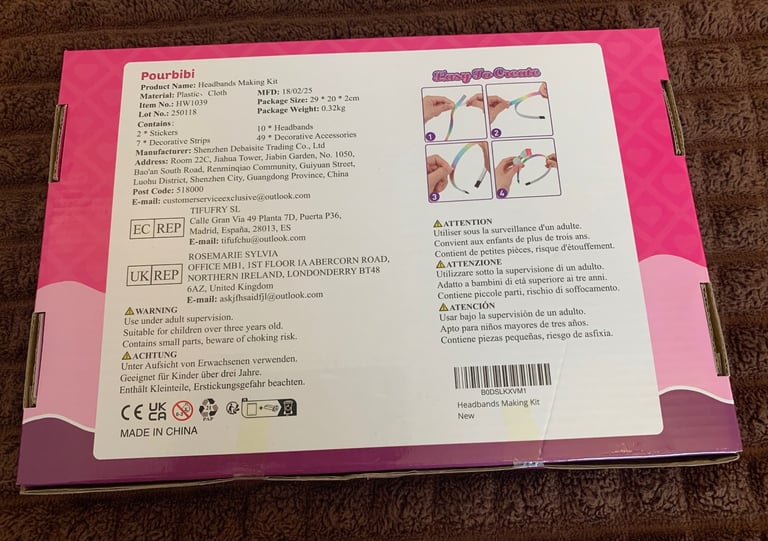 Pourbibi
Product Name: Headbands Making Kit
Material: Plastic、Cloth
MFD: 18/02/25
Item No.: HW1039
Package Size: 29 * 20 * 2cm
Lot No.: 250118
Package Weight: 0.32kg
Contains:
2 * Stickers
10 * Headbands
7 * Decorative Strips
49 * Decorative Accessories
Manufacturer: Shenzhen Debaisite Trading Co., Ltd
Address: Room 22C, Jiahua Tower, Jiabin Garden, No. 1050,
Bao'an South Road, Renminqiao Community, Guiyuan Street,
Luohu District, Shenzhen City, Guangdong Province, China
Post Code: 518000
E-mail: customerserviceexclusive@outlook.com
EC REP
TIFUFRY SL
Calle Gran Via 49 Planta 7D, Puerta P36,
Madrid, España, 28013, ES
E-mail: tifufchu@outlook.com
UK REP
ROSEMARIE SYLVIA
OFFICE MB1, 1ST FLOOR 1A ABERCORN ROAD,
NORTHERN IRELAND, LONDONDERRY BT48
6AZ, United Kingdom
E-mail: askjfhsaidfjl@outlook.com
WARNING
Use under adult supervision.
Suitable for children over three years old.
Contains small parts, beware of choking risk.
ACHTUNG
Unter Aufsicht von Erwachsenen verwenden.
Geeignet für Kinder über drei Jahre.
Enthält Kleinteile, Erstickungsgefahr beachten.
CE UK CA 0-3 21 PAP
MADE IN CHINA
Easy To Create
1
2
3
4
ATTENTION
Utiliser sous la surveillance d'un adulte.
Convient aux enfants de plus de trois ans.
Contient de petites pièces, risque d'étouffement.
ATTENZIONE
Utilizzare sotto la supervisione di un adulto.
Adatto a bambini di età superiore ai tre anni.
Contiene piccole parti, rischio di soffocamento.
ATENCIÓN
Usar bajo la supervisión de un adulto.
Apto para niños mayores de tres años.
Contiene piezas pequeñas, riesgo de asfixia.
B0DSLKXVM1
Headbands Making Kit
New